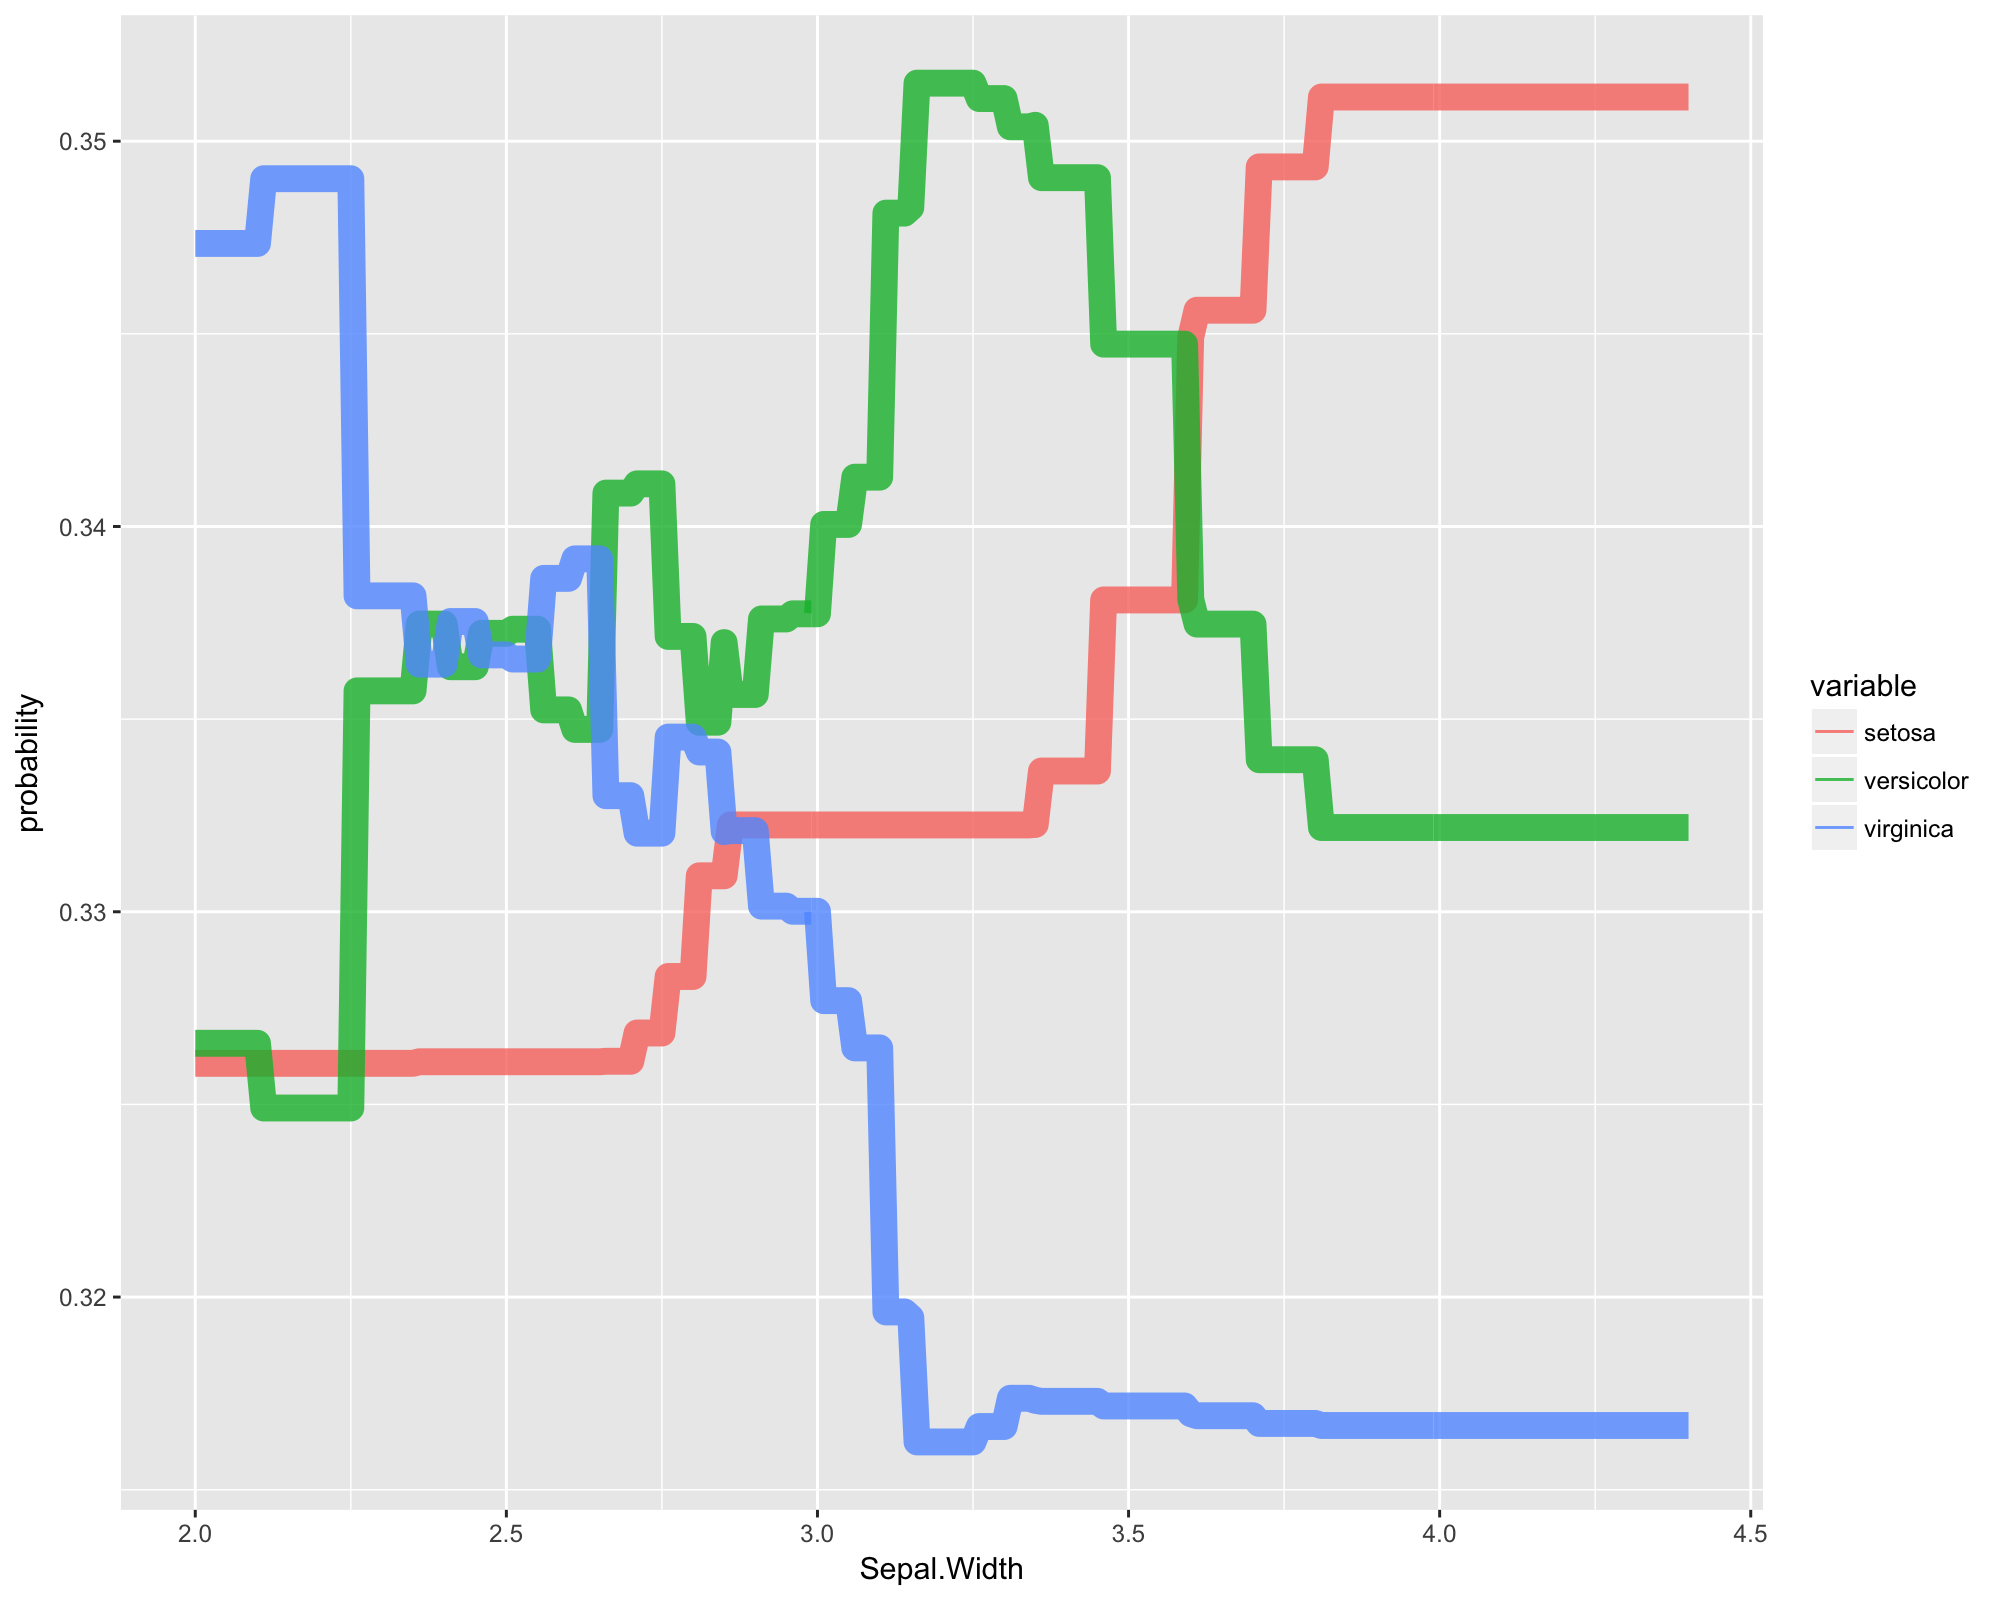 probability
0.35
0.34
0.33
0.32
2.0 2.5 3.0 3.5 4.0 4.5
Sepal.Width
variable
setosa
versicolor
virginica